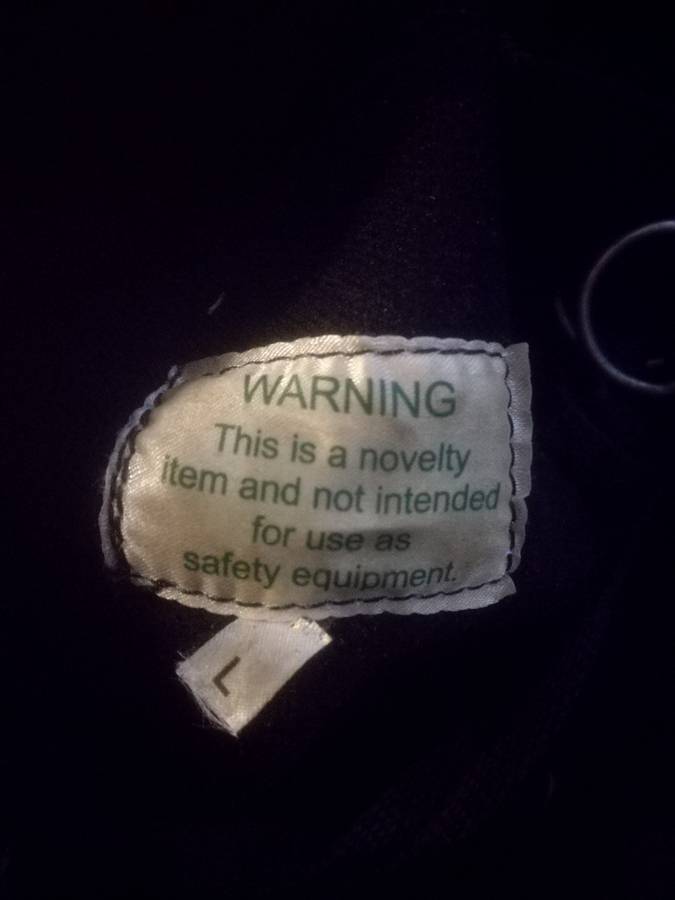 WARNING
This is a novelty
item and not intended
for use as
safety equipment.
L